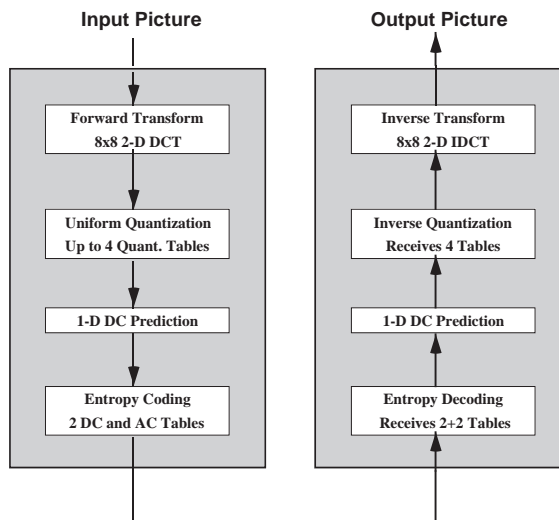 Input Picture
Forward Transform
8x8 2-D DCT
Uniform Quantization
Up to 4 Quant. Tables
1-D DC Prediction
Entropy Coding
2 DC and AC Tables
Output Picture
Inverse Transform
8x8 2-D IDCT
Inverse Quantization
Receives 4 Tables
1-D DC Prediction
Entropy Decoding
Receives 2+2 Tables